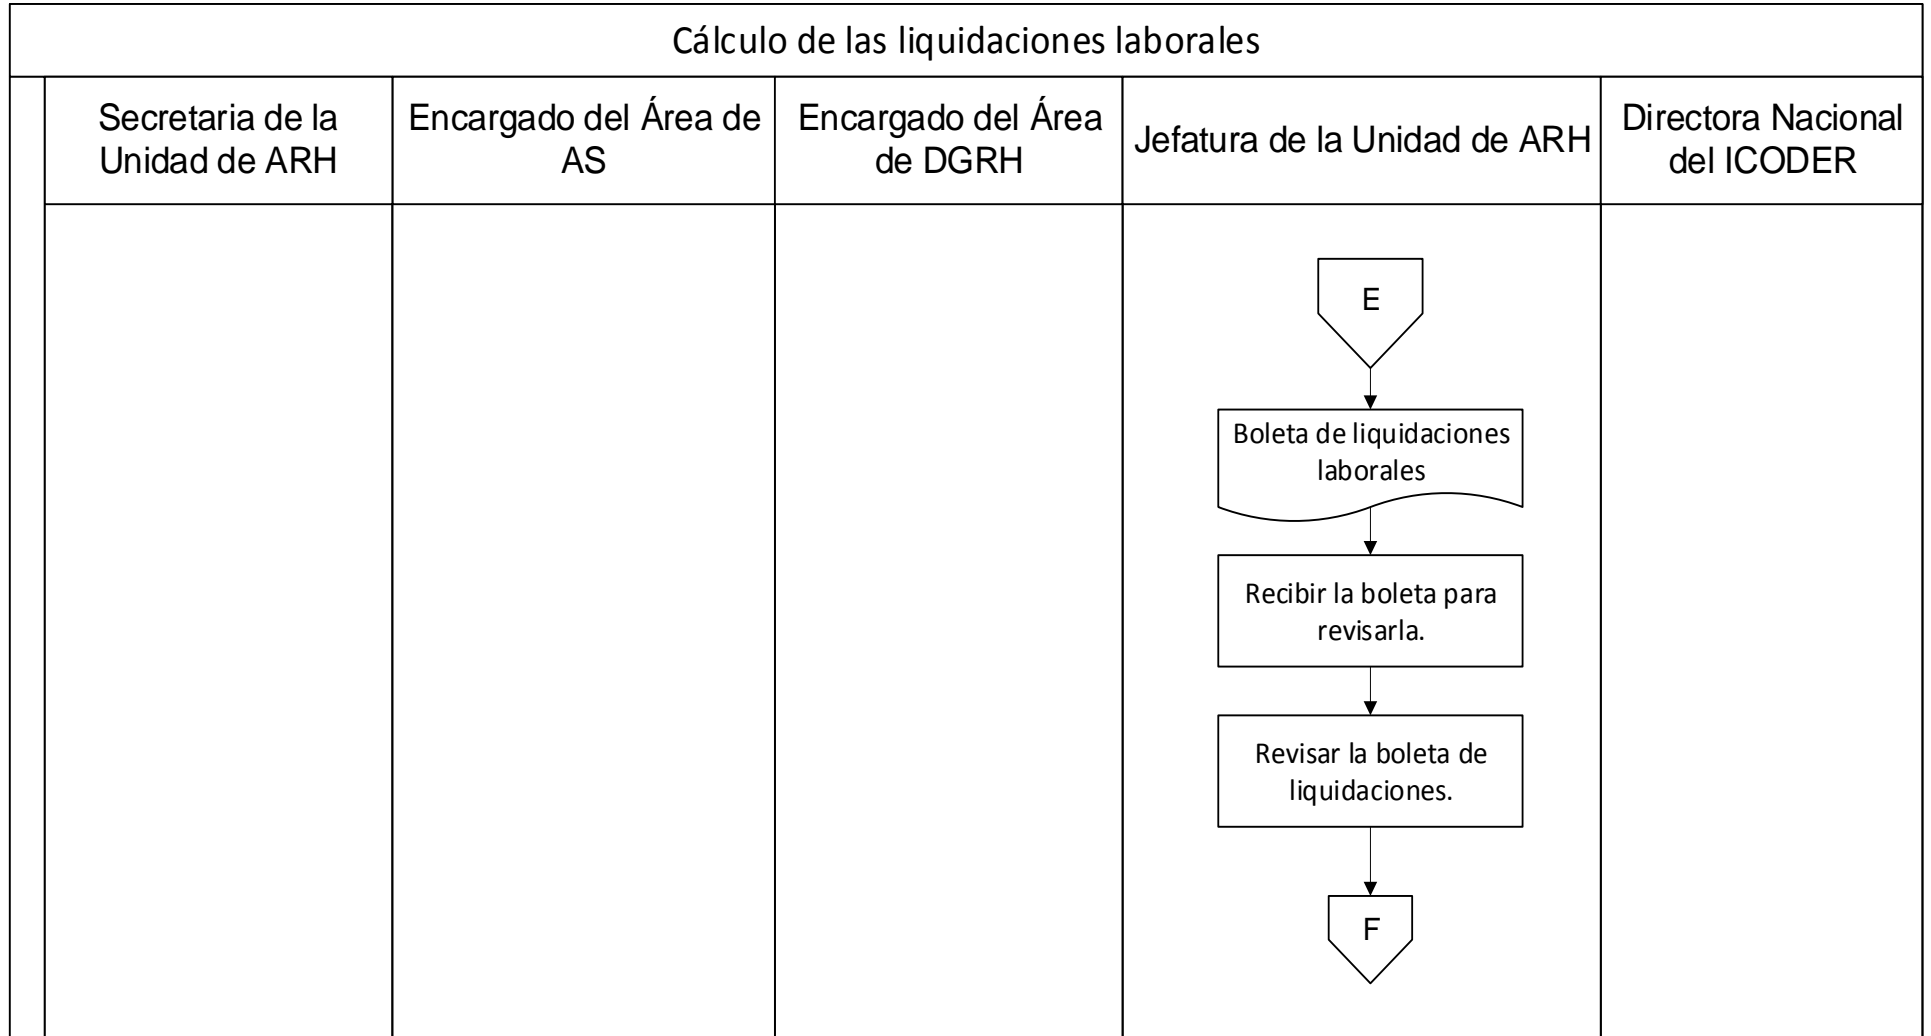 Cálculo de las liquidaciones laborales
Secretaria de la
Unidad de ARH
Encargado del Área de
AS
Encargado del Área
de DGRH
Jefatura de la Unidad de ARH
Directora Nacional
del ICODER
E
Boleta de liquidaciones
laborales
Recibir la boleta para
revisarla.
Revisar la boleta de
liquidaciones.
F